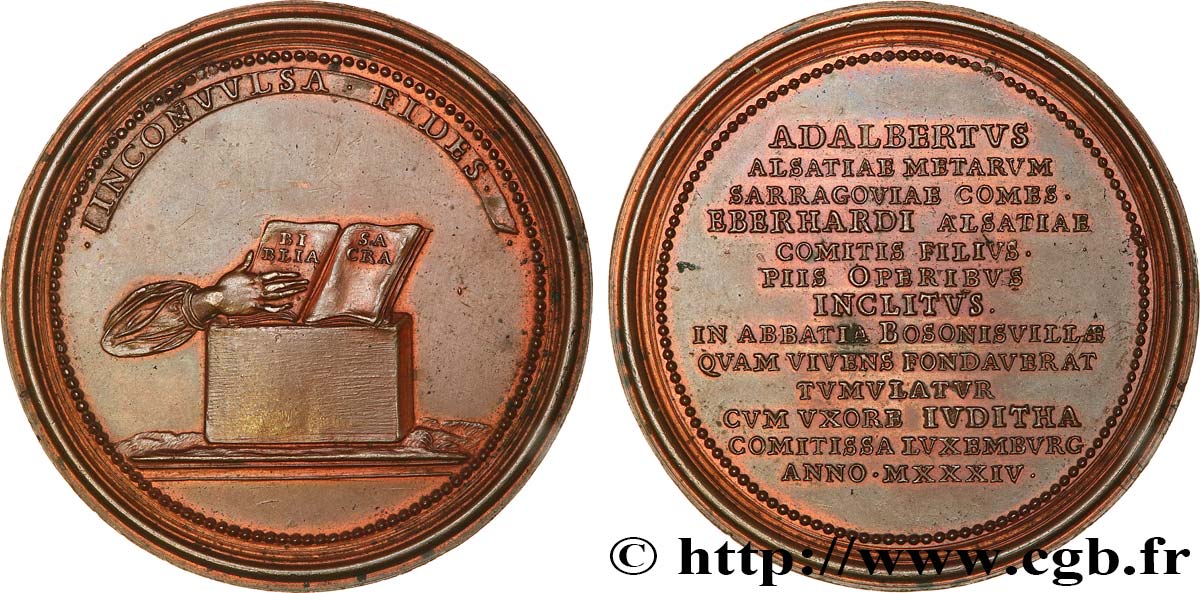 · INCONVVLSA · FIDES ·
BI
BLIA
SA
CRA
ADALBERTVS
ALSATIAE METARVM
SARRAGOVIAE COMES ·
EBERHARDI ALSATIAE
COMITIS FILIVS ·
PIIS OPERIBVS
INCLITVS .
IN ABBATIA BOSONISVILLÆ
QVAM VIVENS FONDAVERAT
TVMVLATVR
CVM VXORE IVDITHA
COMITISSA LVXEMBVRG
ANNO · MXXXIV ·
© http://www.cgb.fr